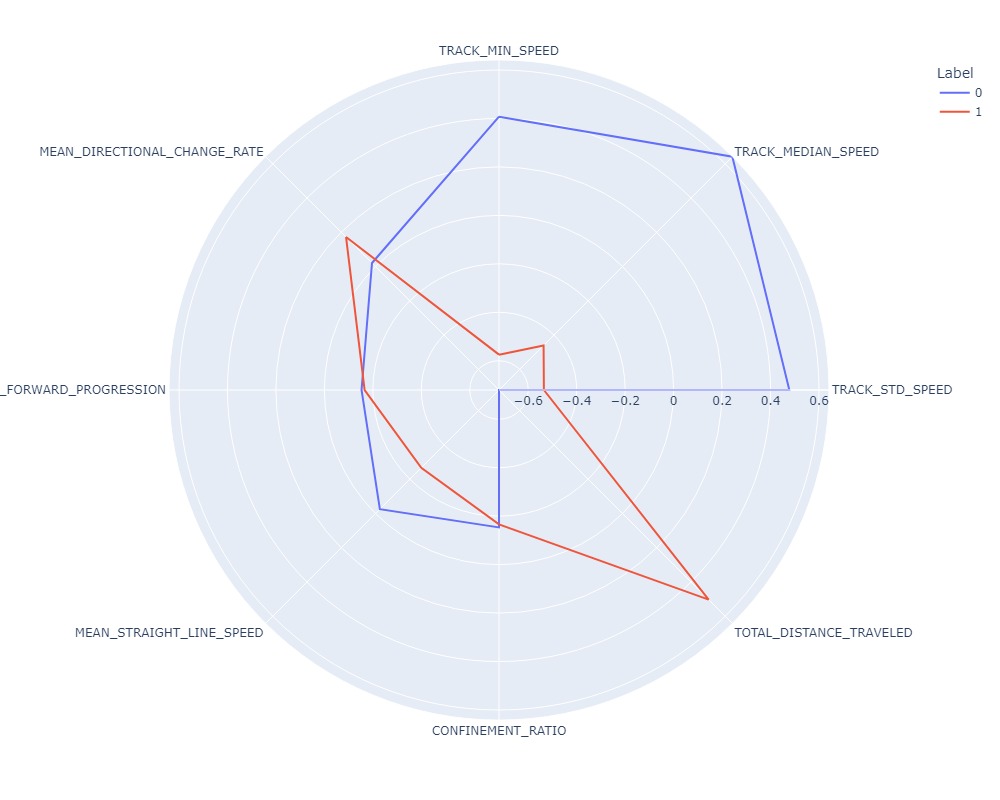 TRACK_MIN_SPEED
Label
0
1
MEAN_DIRECTIONAL_CHANGE_RATE
TRACK_MEDIAN_SPEED
_FORWARD_PROGRESSION
TRACK_STD_SPEED
−0.6 −0.4 −0.2 0 0.2 0.4 0.6
MEAN_STRAIGHT_LINE_SPEED
TOTAL_DISTANCE_TRAVELED
CONFINEMENT_RATIO